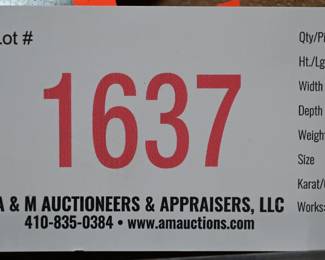 Lot #
1637
A & M AUCTIONEERS & APPRAISERS, LLC
410-835-0384 • www.amauctions.com
Qty/Pi
Ht./Lg
Width
Depth
Weigh
Size
Karat/
Works: